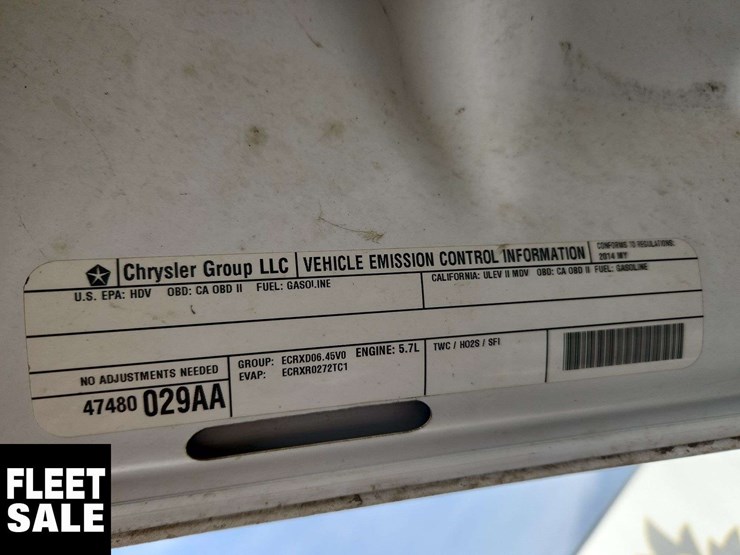 Chrysler Group LLC
VEHICLE EMISSION CONTROL INFORMATION
CONFORMS TO REGULATIONS:
2014 MY
U.S. EPA: HDV OBD: CA OBD II FUEL: GASOLINE
CALIFORNIA: ULEV II MDV OBD: CA OBD II FUEL: GASOLINE
NO ADJUSTMENTS NEEDED
47480 029AA
GROUP: ECRXD06.45V0 ENGINE: 5.7L
EVAP: ECRXR0272TC1
TWC / HO2S / SFI
FLEET
SALE